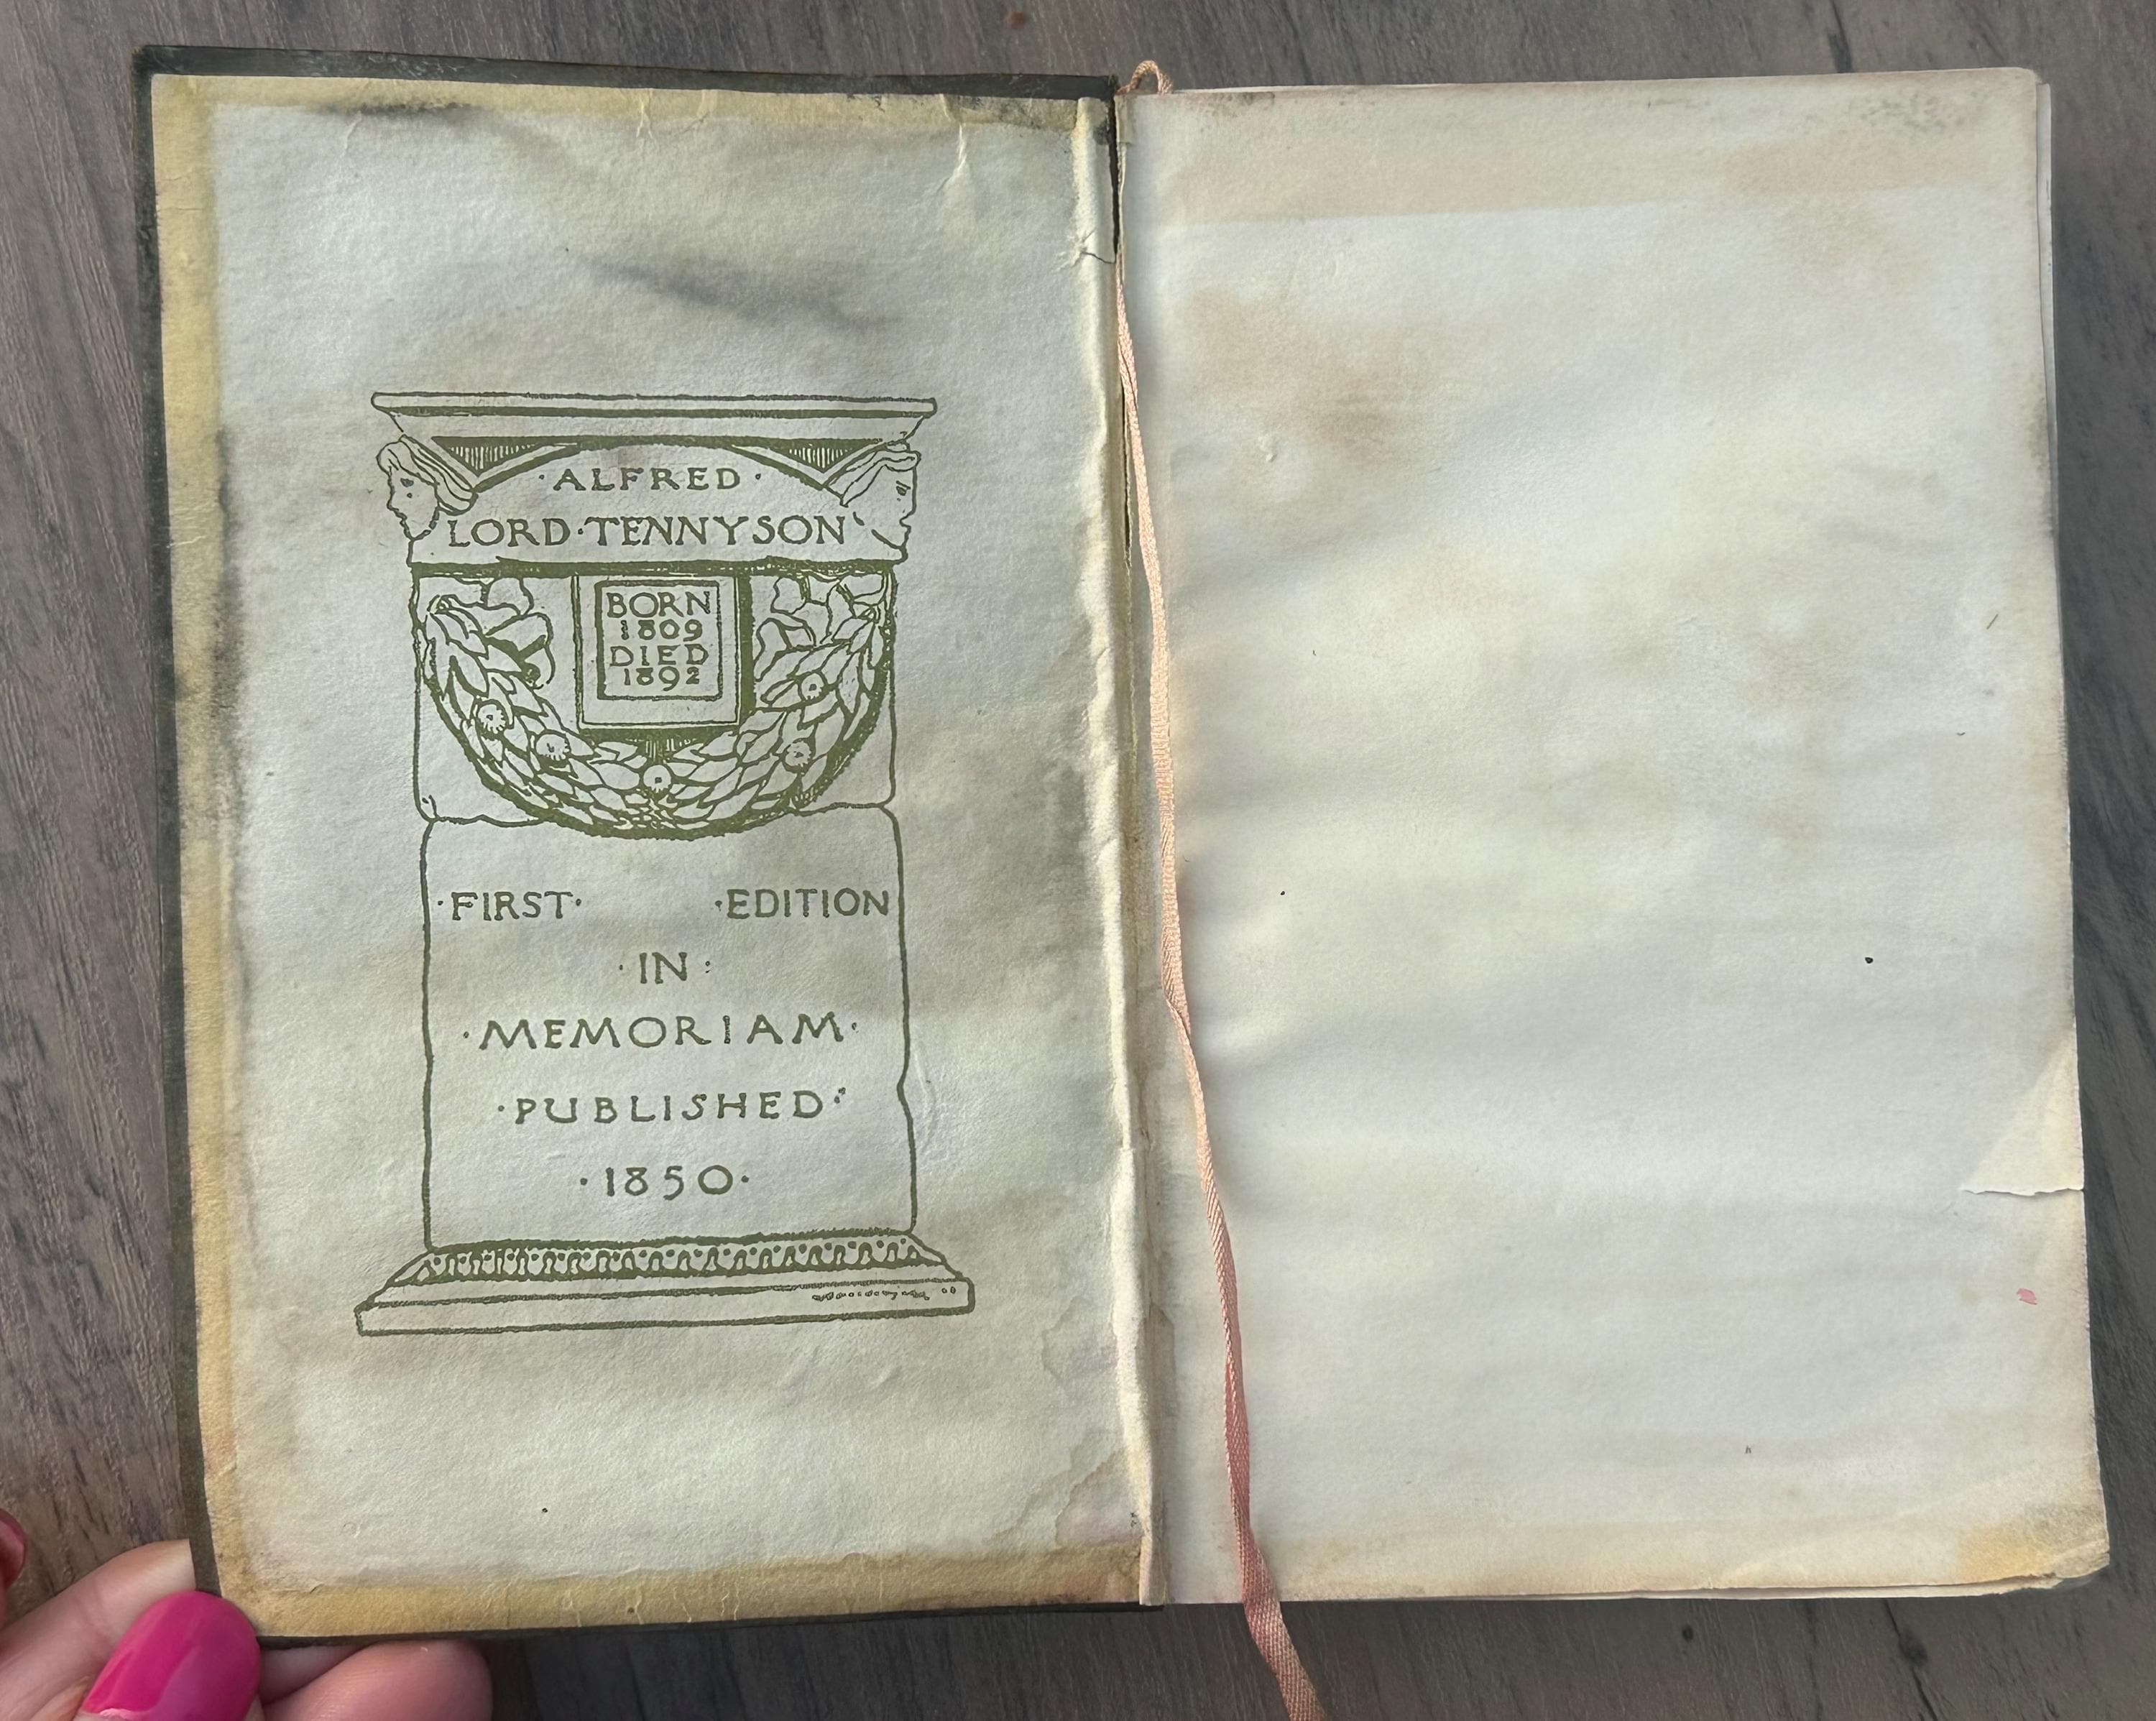 ·ALFRED·
LORD·TENNYSON
BORN
1809
DIED
1892
·FIRST· ·EDITION
·IN:
·MEMORIAM·
·PUBLISHED·
·1850·